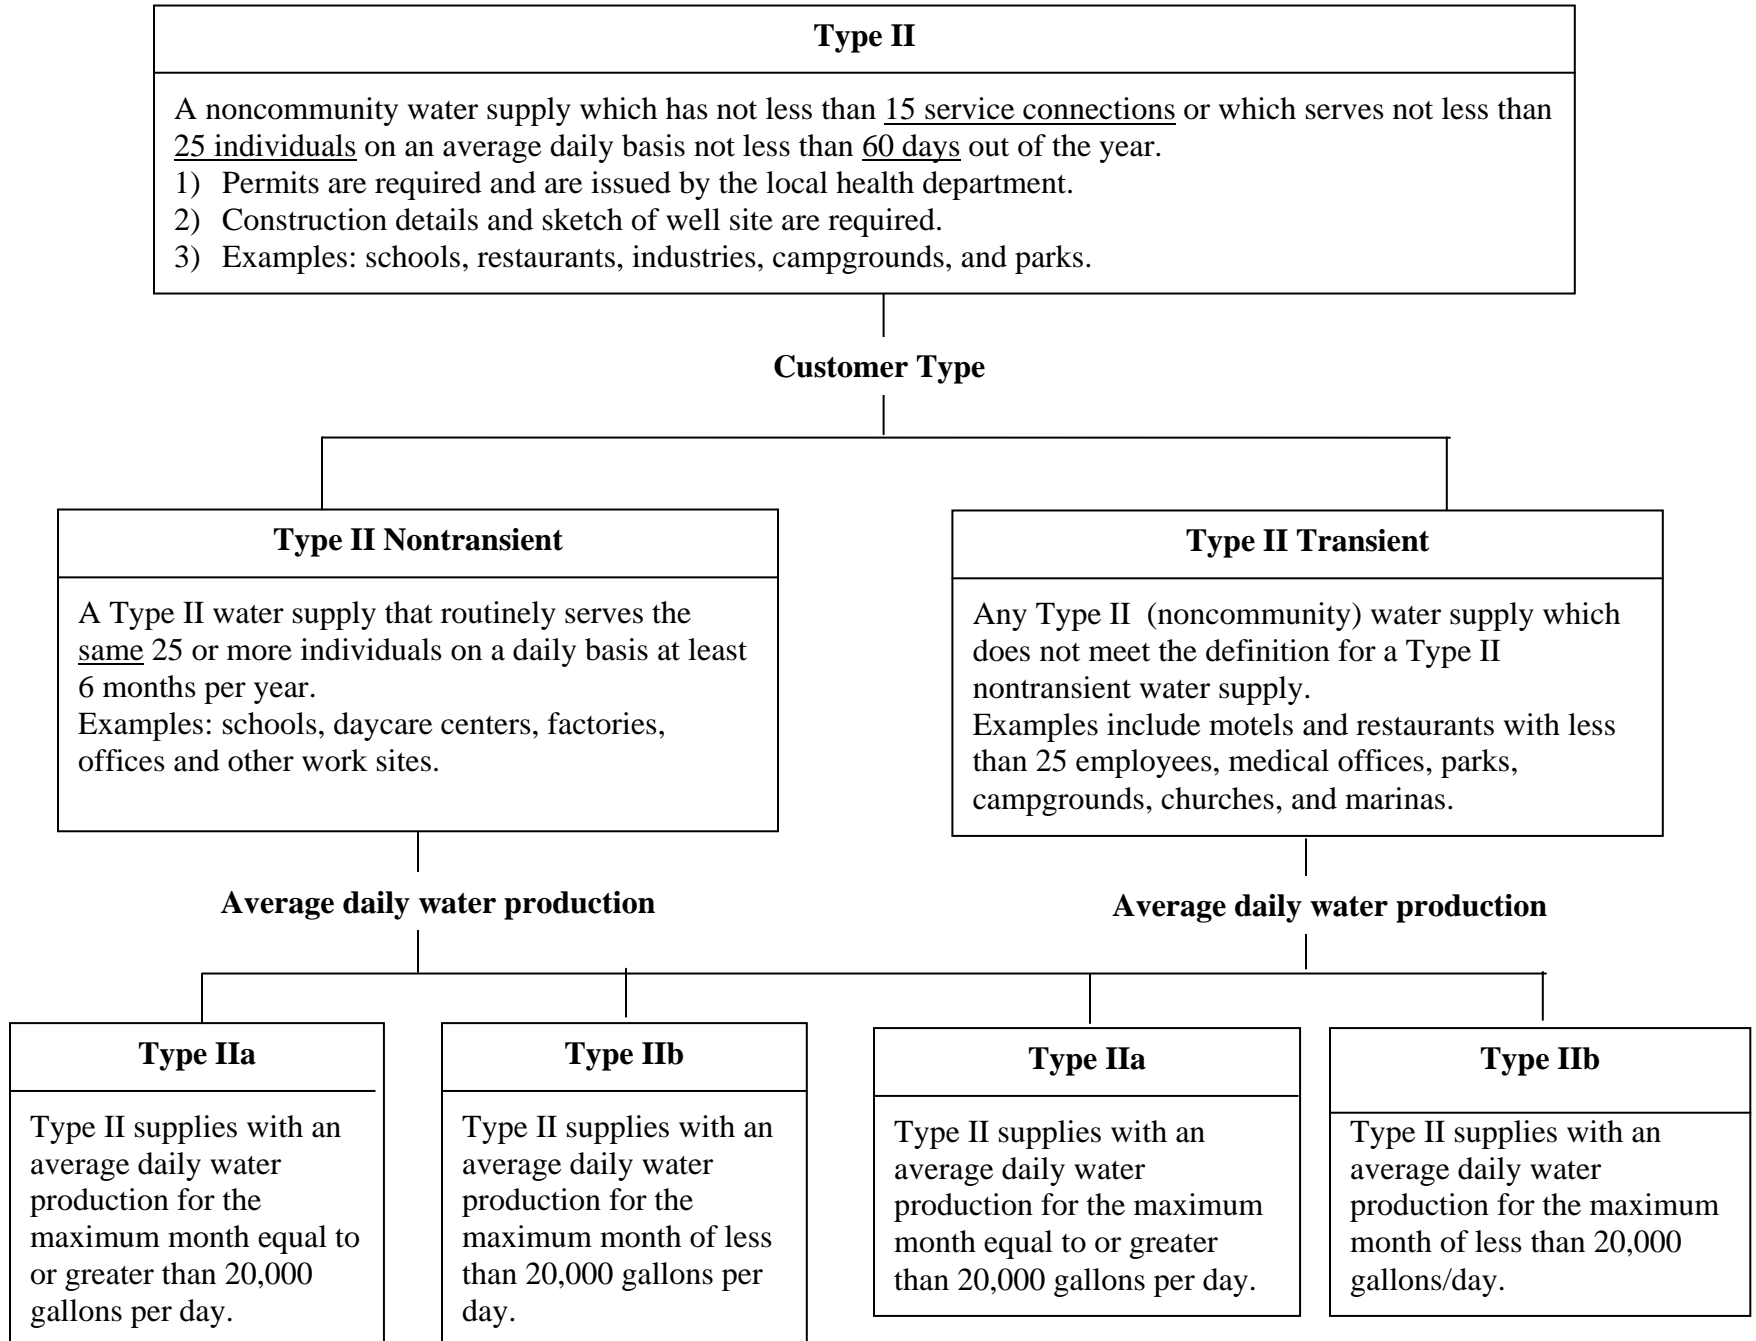 Type II
A noncommunity water supply which has not less than 15 service connections or which serves not less than
25 individuals on an average daily basis not less than 60 days out of the year.
1) Permits are required and are issued by the local health department.
2) Construction details and sketch of well site are required.
3) Examples: schools, restaurants, industries, campgrounds, and parks.
Customer Type
Type II Nontransient
A Type II water supply that routinely serves the
same 25 or more individuals on a daily basis at least
6 months per year.
Examples: schools, daycare centers, factories,
offices and other work sites.
Type II Transient
Any Type II (noncommunity) water supply which
does not meet the definition for a Type II
nontransient water supply.
Examples include motels and restaurants with less
than 25 employees, medical offices, parks,
campgrounds, churches, and marinas.
Average daily water production
Average daily water production
Type IIa
Type II supplies with an
average daily water
production for the
maximum month equal to
or greater than 20,000
gallons per day.
Type IIb
Type II supplies with an
average daily water
production for the
maximum month of less
than 20,000 gallons per
day.
Type IIa
Type II supplies with an
average daily water
production for the maximum
month equal to or greater
than 20,000 gallons per day.
Type IIb
Type II supplies with an
average daily water
production for the maximum
month of less than 20,000
gallons/day.